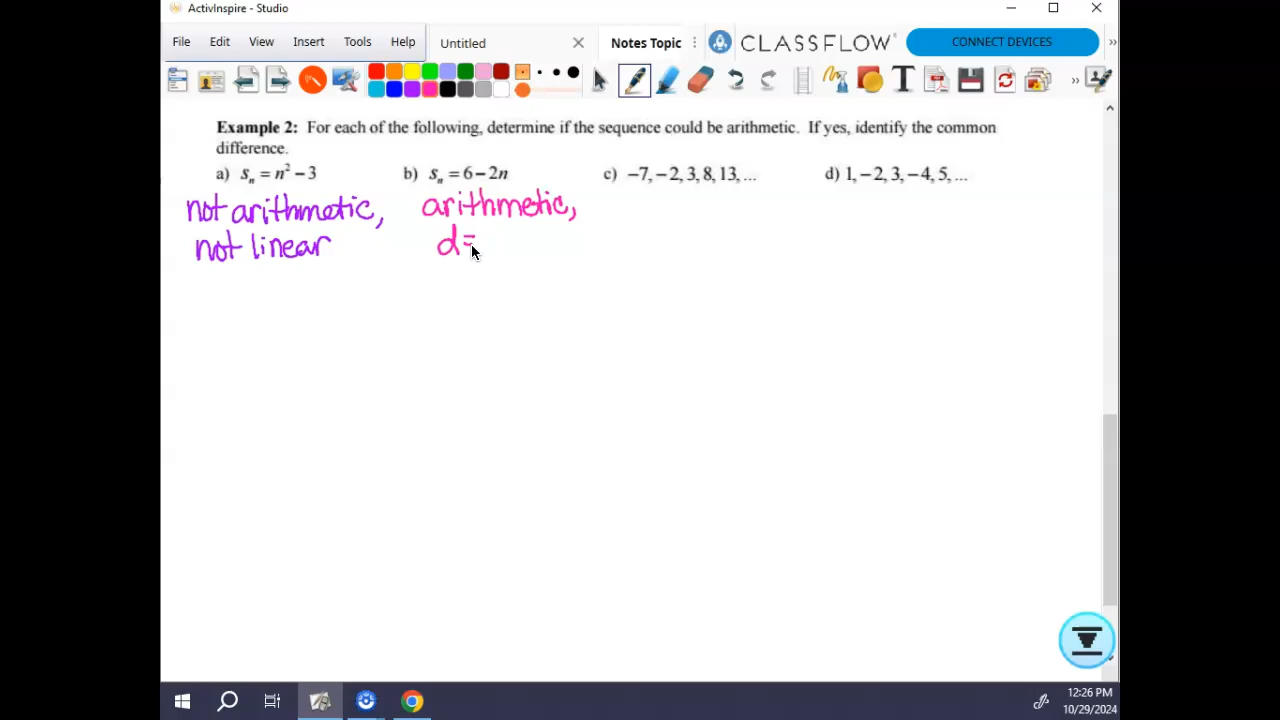 ActivInspire - Studio
File Edit View Insert Tools Help Untitled Notes Topic CLASSFLOW CONNECT DEVICES
Example 2: For each of the following, determine if the sequence could be arithmetic. If yes, identify the common
difference.
a) sₙ = n² − 3 b) sₙ = 6 − 2n c) −7, −2, 3, 8, 13, ... d) 1, −2, 3, −4, 5, ...
not arithmetic, arithmetic,
not linear d=
12:26 PM
10/29/2024